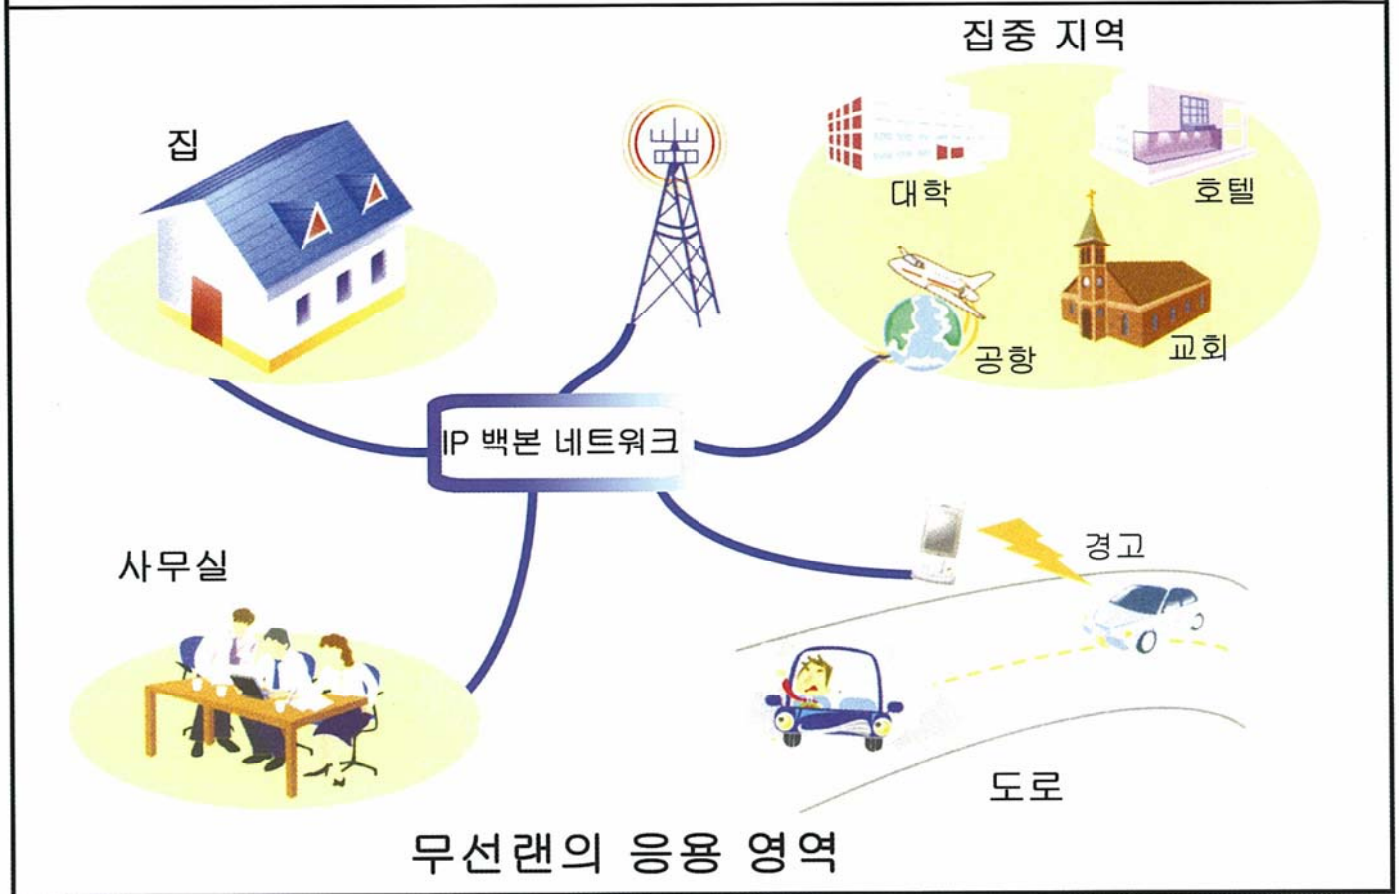 집중 지역
집
대학
호텔
공항
교회
IP 백본 네트워크
사무실
경고
도로
무선랜의 응용 영역